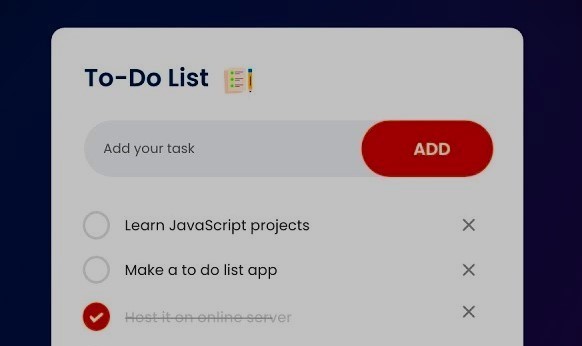 To-Do List
Add your task
ADD
Learn JavaScript projects
Make a to do list app
Host it on online server